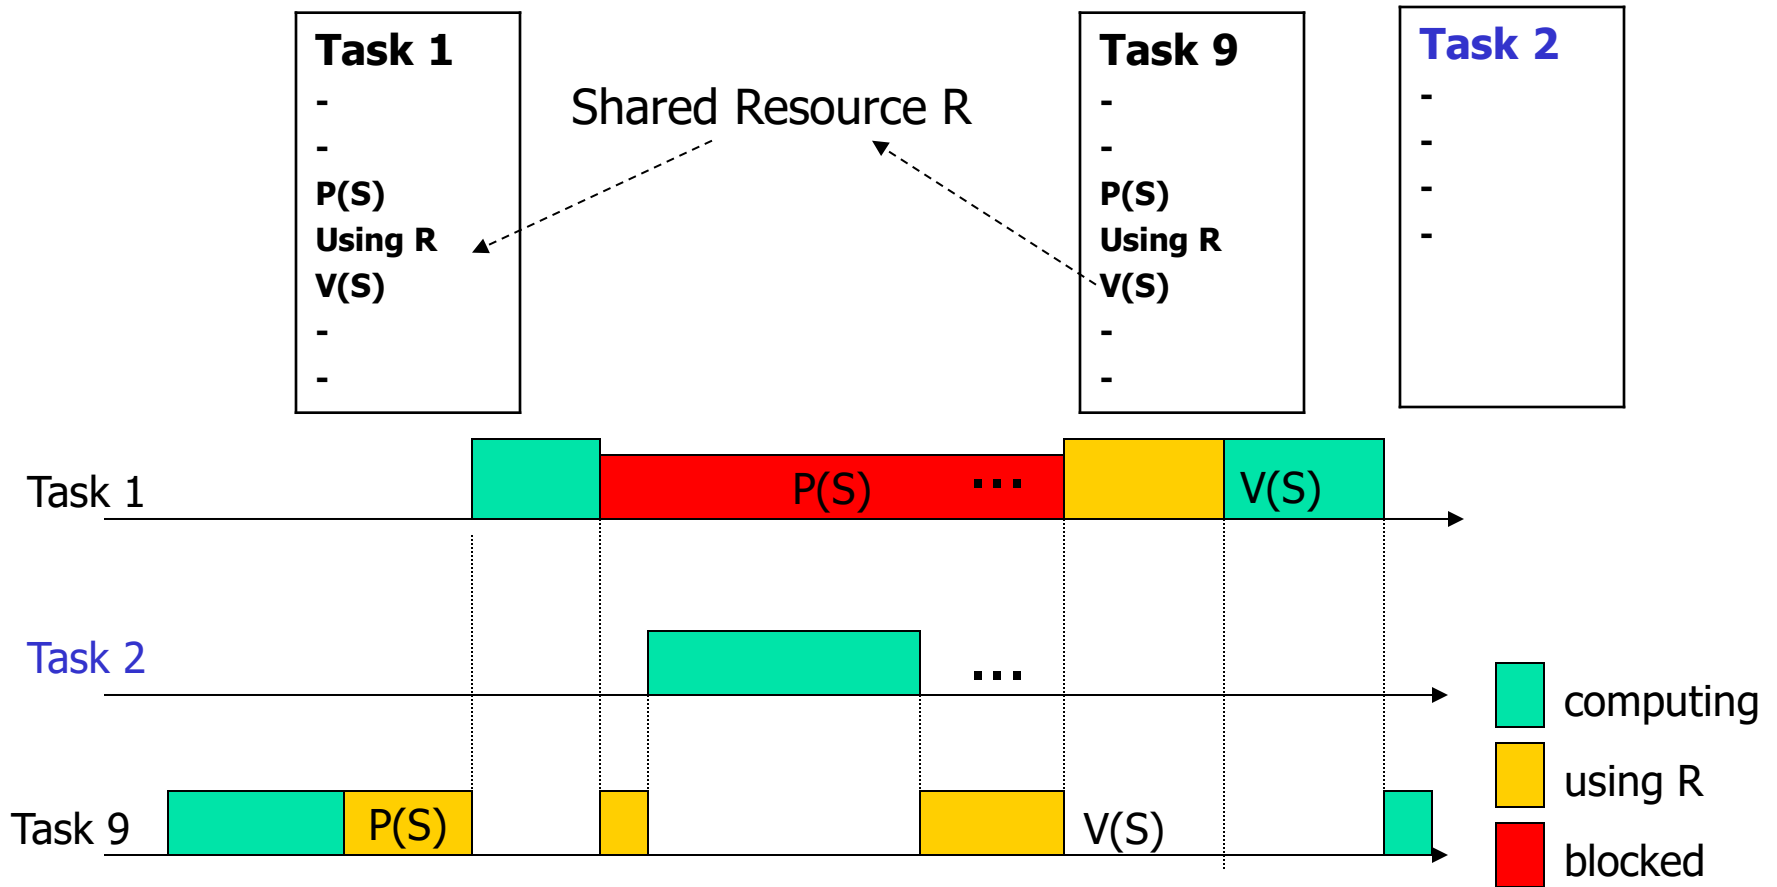 Task 1
-
-
P(S)
Using R
V(S)
-
-
Shared Resource R
Task 9
-
-
P(S)
Using R
V(S)
-
-
Task 2
-
-
-
-
Task 1
P(S)
...
V(S)
Task 2
...
Task 9
P(S)
V(S)
computing
using R
blocked